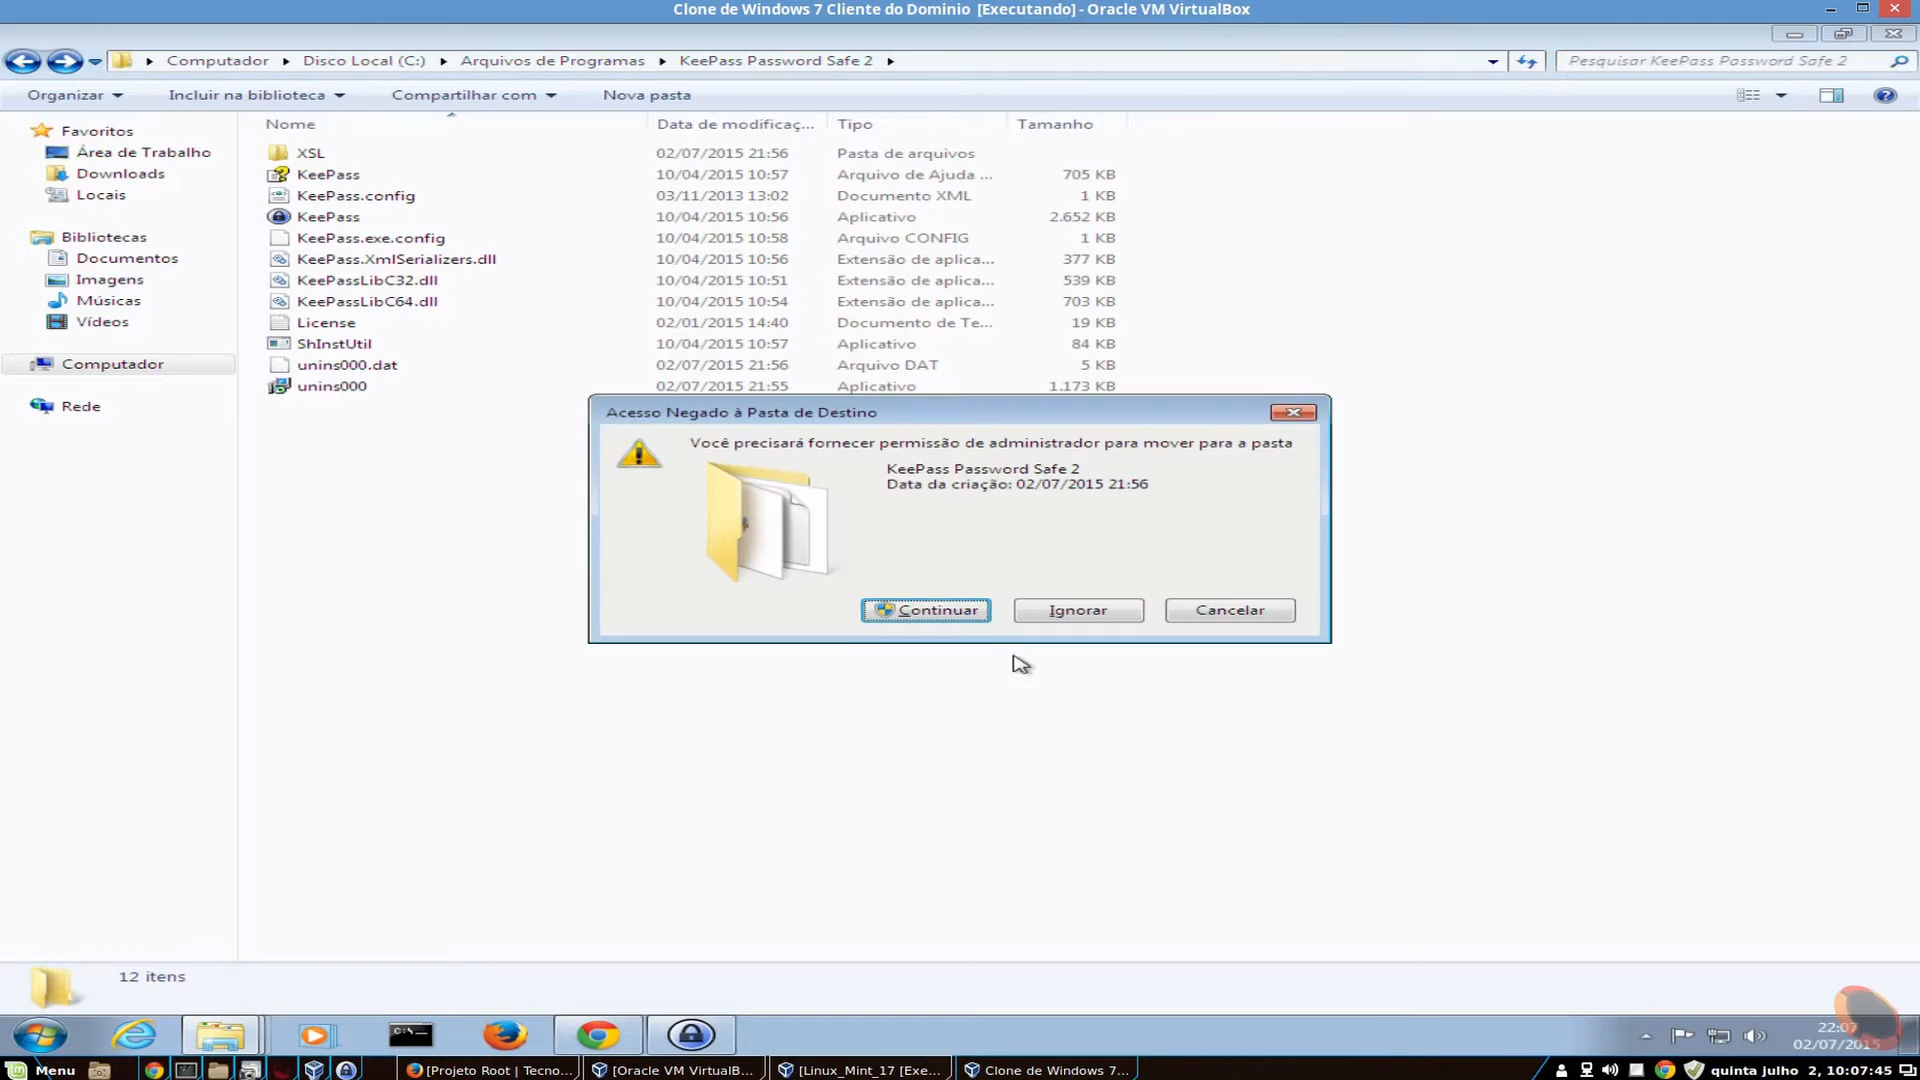 Clone de Windows 7 Cliente do Dominio [Executando] - Oracle VM VirtualBox
Computador Disco Local (C:) Arquivos de Programas KeePass Password Safe 2
Pesquisar KeePass Password Safe 2
Organizar Incluir na biblioteca Compartilhar com Nova pasta
Favoritos
Área de Trabalho
Downloads
Locais
Bibliotecas
Documentos
Imagens
Músicas
Vídeos
Computador
Rede
Nome Data de modificaç... Tipo Tamanho
XSL 02/07/2015 21:56 Pasta de arquivos
KeePass 10/04/2015 10:57 Arquivo de Ajuda ... 705 KB
KeePass.config 03/11/2013 13:02 Documento XML 1 KB
KeePass 10/04/2015 10:56 Aplicativo 2.652 KB
KeePass.exe.config 10/04/2015 10:58 Arquivo CONFIG 1 KB
KeePass.XmlSerializers.dll 10/04/2015 10:56 Extensão de aplica... 377 KB
KeePassLibC32.dll 10/04/2015 10:51 Extensão de aplica... 539 KB
KeePassLibC64.dll 10/04/2015 10:54 Extensão de aplica... 703 KB
License 02/01/2015 14:40 Documento de Te... 19 KB
ShInstUtil 10/04/2015 10:57 Aplicativo 84 KB
unins000.dat 02/07/2015 21:56 Arquivo DAT 5 KB
unins000 02/07/2015 21:55 Aplicativo 1.173 KB
Acesso Negado à Pasta de Destino
Você precisará fornecer permissão de administrador para mover para a pasta
KeePass Password Safe 2
Data da criação: 02/07/2015 21:56
Continuar Ignorar Cancelar
12 itens
C:\
22:07
02/07/2015
Menu [Projeto Root | Tecno... [Oracle VM VirtualB... [Linux_Mint_17 [Exe... Clone de Windows 7... quinta julho 2, 10:07:45